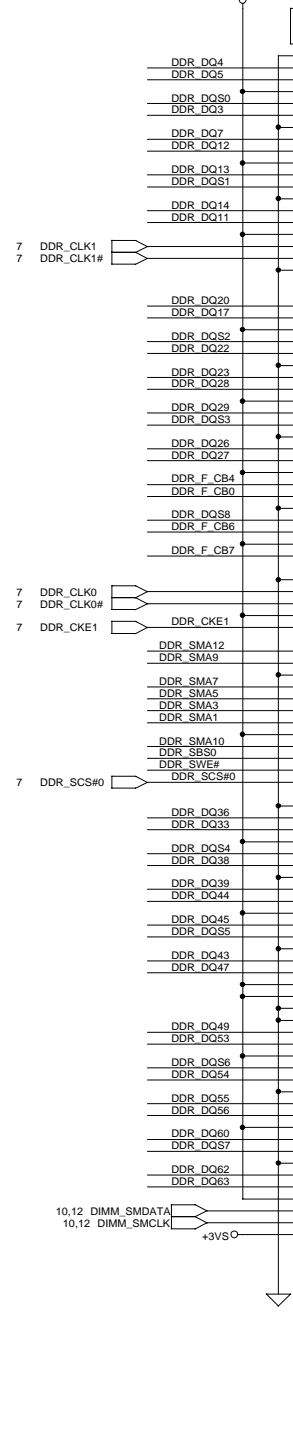 DDR_DQ4
DDR_DQ5
DDR_DQS0
DDR_DQ3
DDR_DQ7
DDR_DQ12
DDR_DQ13
DDR_DQS1
DDR_DQ14
DDR_DQ11
7 DDR_CLK1
7 DDR_CLK1#
DDR_DQ20
DDR_DQ17
DDR_DQS2
DDR_DQ22
DDR_DQ23
DDR_DQ28
DDR_DQ29
DDR_DQS3
DDR_DQ26
DDR_DQ27
DDR_F_CB4
DDR_F_CB0
DDR_DQS8
DDR_F_CB6
DDR_F_CB7
7 DDR_CLK0
7 DDR_CLK0#
7 DDR_CKE1 DDR_CKE1
DDR_SMA12
DDR_SMA9
DDR_SMA7
DDR_SMA5
DDR_SMA3
DDR_SMA1
DDR_SMA10
DDR_SBS0
DDR_SWE#
7 DDR_SCS#0 DDR_SCS#0
DDR_DQ36
DDR_DQ33
DDR_DQS4
DDR_DQ38
DDR_DQ39
DDR_DQ44
DDR_DQ45
DDR_DQS5
DDR_DQ43
DDR_DQ47
DDR_DQ49
DDR_DQ53
DDR_DQS6
DDR_DQ54
DDR_DQ55
DDR_DQ56
DDR_DQ60
DDR_DQS7
DDR_DQ62
DDR_DQ63
10,12 DIMM_SMDATA
10,12 DIMM_SMCLK
+3VS